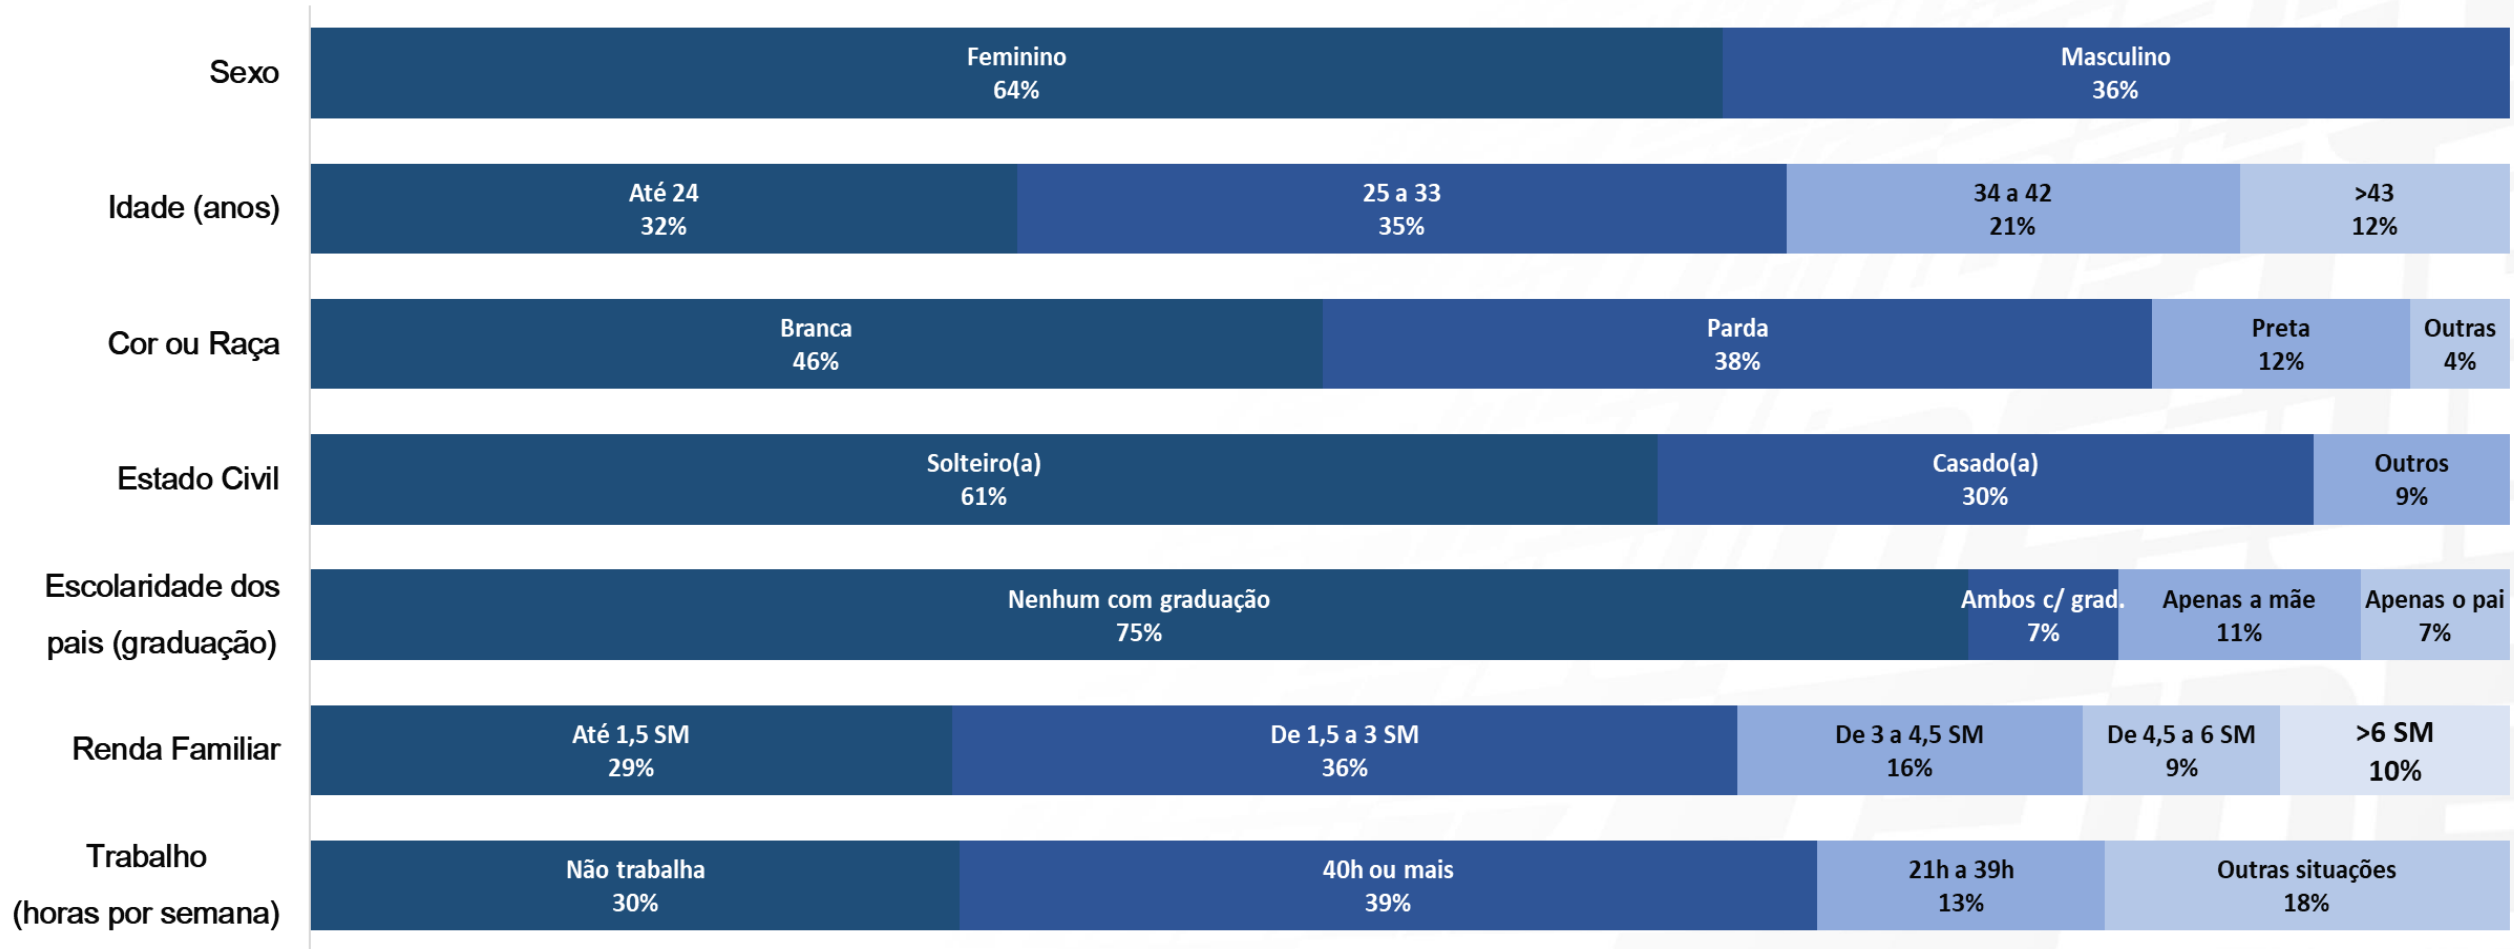 Sexo
Feminino
64%
Masculino
36%
Idade (anos)
Até 24
32%
25 a 33
35%
34 a 42
21%
>43
12%
Cor ou Raça
Branca
46%
Parda
38%
Preta
12%
Outras
4%
Estado Civil
Solteiro(a)
61%
Casado(a)
30%
Outros
9%
Escolaridade dos
pais (graduação)
Nenhum com graduação
75%
Ambos c/ grad.
7%
Apenas a mãe
11%
Apenas o pai
7%
Renda Familiar
Até 1,5 SM
29%
De 1,5 a 3 SM
36%
De 3 a 4,5 SM
16%
De 4,5 a 6 SM
9%
>6 SM
10%
Trabalho
(horas por semana)
Não trabalha
30%
40h ou mais
39%
21h a 39h
13%
Outras situações
18%